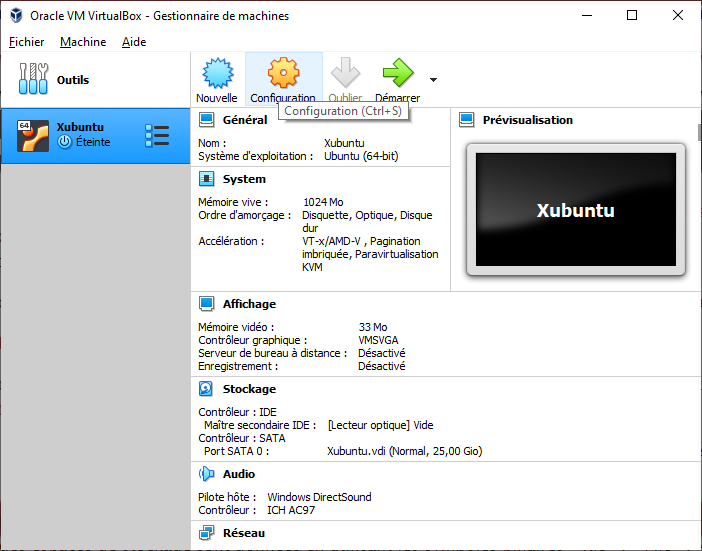 Oracle VM VirtualBox - Gestionnaire de machines
Fichier Machine Aide
Outils
Nouvelle Configuration Oublier Démarrer
Configuration (Ctrl+S)
64
Xubuntu
Éteinte
Général
Nom : Xubuntu
Système d'exploitation : Ubuntu (64-bit)
Prévisualisation
Xubuntu
System
Mémoire vive : 1024 Mo
Ordre d'amorçage : Disquette, Optique, Disque
dur
Accélération : VT-x/AMD-V , Pagination
imbriquée, Paravirtualisation
KVM
Affichage
Mémoire vidéo : 33 Mo
Contrôleur graphique : VMSVGA
Serveur de bureau à distance : Désactivé
Enregistrement : Désactivé
Stockage
Contrôleur : IDE
Maître secondaire IDE : [Lecteur optique] Vide
Contrôleur : SATA
Port SATA 0 : Xubuntu.vdi (Normal, 25,00 Gio)
Audio
Pilote hôte : Windows DirectSound
Contrôleur : ICH AC97
Réseau